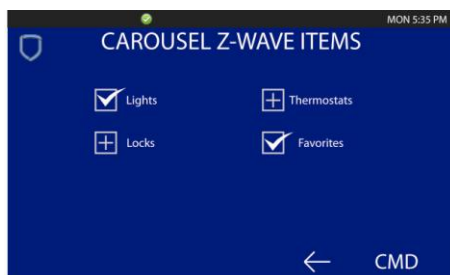 MON 5:35 PM
CAROUSEL Z-WAVE ITEMS
Lights
Thermostats
Locks
Favorites
CMD